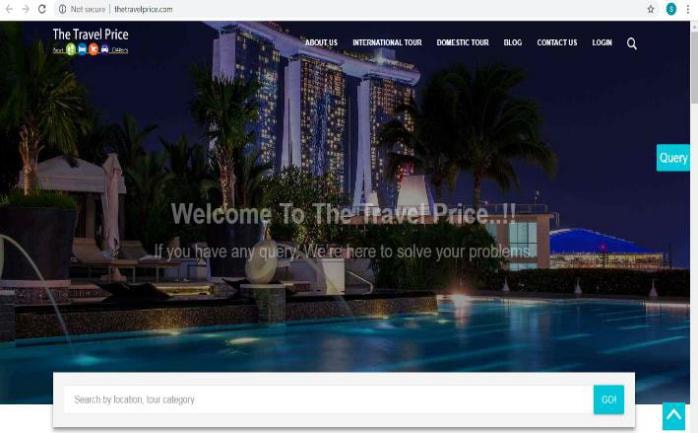 Not secure | thetravelprice.com
S
The Travel Price
Best Offers
ABOUT US INTERNATIONAL TOUR DOMESTIC TOUR BLOG CONTACT US LOGIN
Query
Welcome To The Travel Price..!!
If you have any query, We're here to solve your problems.
Search by location, tour category
GO!